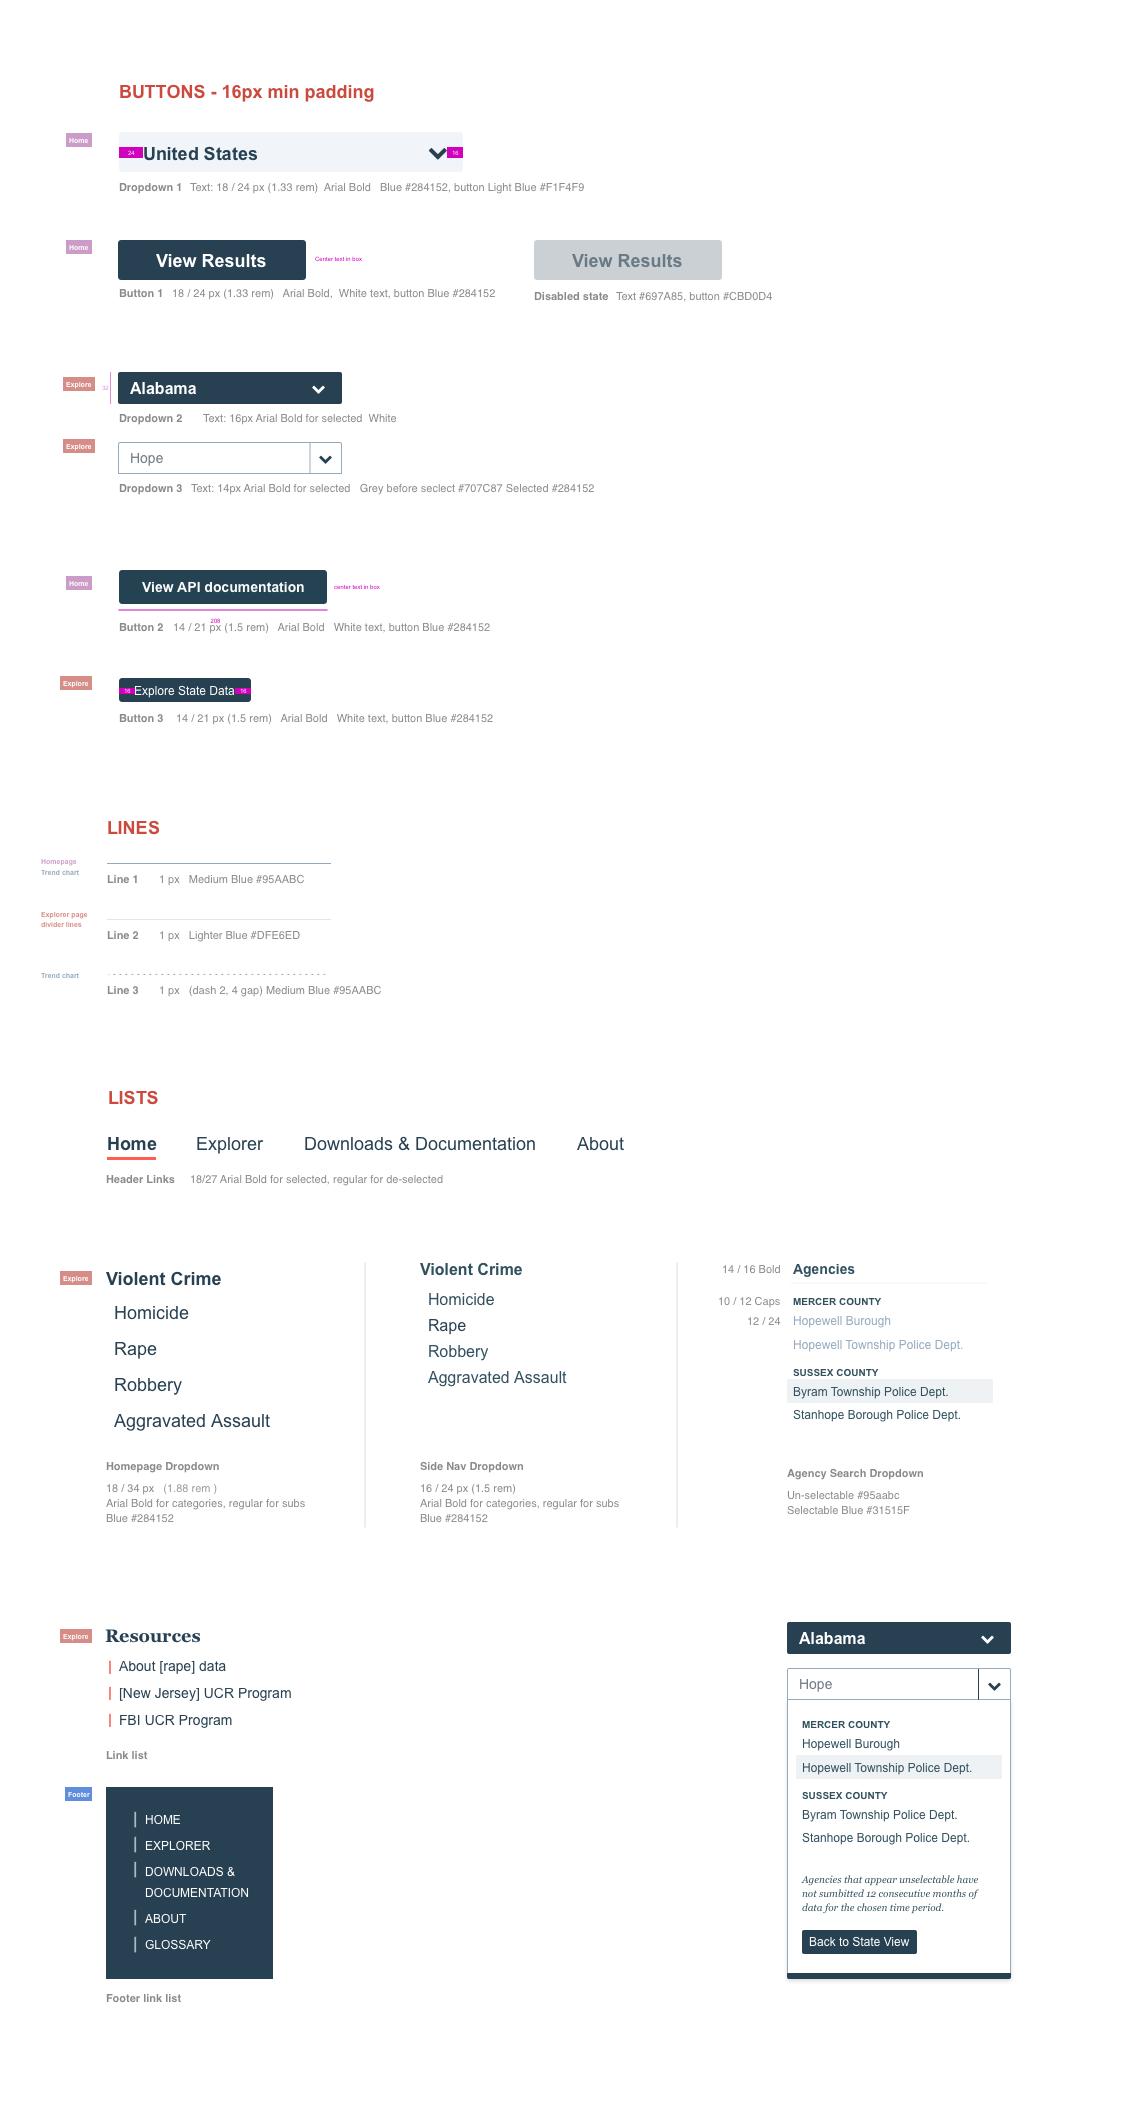 BUTTONS - 16px min padding
Home
24 United States 16
Dropdown 1 Text: 18 / 24 px (1.33 rem) Arial Bold Blue #284152, button Light Blue #F1F4F9
Home
View Results Center text in box
Button 1 18 / 24 px (1.33 rem) Arial Bold, White text, button Blue #284152
View Results
Disabled state Text #697A85, button #CBD0D4
Explore
32
Alabama
Dropdown 2 Text: 16px Arial Bold for selected White
Explore
Hope
Dropdown 3 Text: 14px Arial Bold for selected Grey before seclect #707C87 Selected #284152
Home
View API documentation center text in box
208
Button 2 14 / 21 px (1.5 rem) Arial Bold White text, button Blue #284152
Explore
16 Explore State Data 16
Button 3 14 / 21 px (1.5 rem) Arial Bold White text, button Blue #284152
LINES
Homepage
Trend chart
Line 1 1 px Medium Blue #95AABC
Explorer page
divider lines
Line 2 1 px Lighter Blue #DFE6ED
Trend chart
Line 3 1 px (dash 2, 4 gap) Medium Blue #95AABC
LISTS
Home Explorer Downloads & Documentation About
Header Links 18/27 Arial Bold for selected, regular for de-selected
Explore
Violent Crime
Homicide
Rape
Robbery
Aggravated Assault
Homepage Dropdown
18 / 34 px (1.88 rem )
Arial Bold for categories, regular for subs
Blue #284152
Violent Crime
Homicide
Rape
Robbery
Aggravated Assault
Side Nav Dropdown
16 / 24 px (1.5 rem)
Arial Bold for categories, regular for subs
Blue #284152
14 / 16 Bold Agencies
10 / 12 Caps MERCER COUNTY
12 / 24 Hopewell Burough
Hopewell Township Police Dept.
SUSSEX COUNTY
Byram Township Police Dept.
Stanhope Borough Police Dept.
Agency Search Dropdown
Un-selectable #95aabc
Selectable Blue #31515F
Explore
Resources
About [rape] data
[New Jersey] UCR Program
FBI UCR Program
Link list
Footer
HOME
EXPLORER
DOWNLOADS &
DOCUMENTATION
ABOUT
GLOSSARY
Footer link list
Alabama
Hope
MERCER COUNTY
Hopewell Burough
Hopewell Township Police Dept.
SUSSEX COUNTY
Byram Township Police Dept.
Stanhope Borough Police Dept.
Agencies that appear unselectable have
not sumbitted 12 consecutive months of
data for the chosen time period.
Back to State View